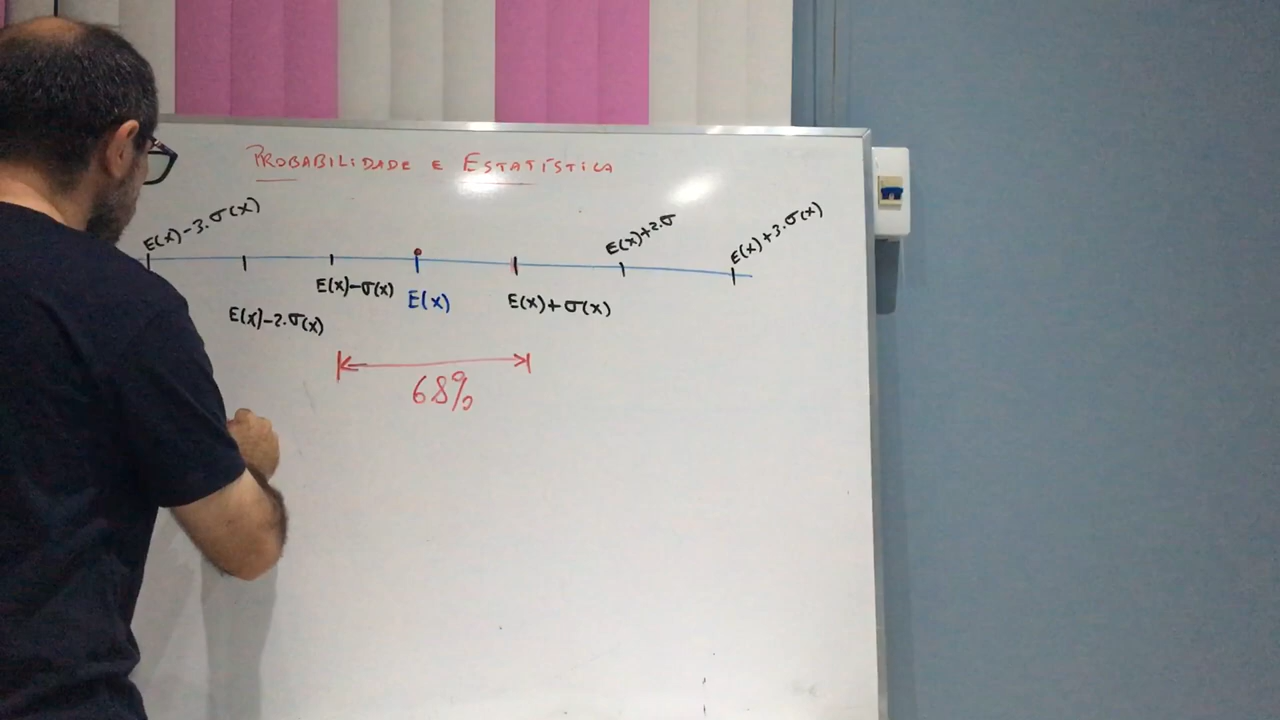 PROBABILIDADE E ESTATÍSTICA
E(x)-3.σ(x)
E(x)+2.σ
E(x)+3.σ(x)
E(x)-2.σ(x)
E(x)-σ(x)
E(x)
E(x)+σ(x)
68%